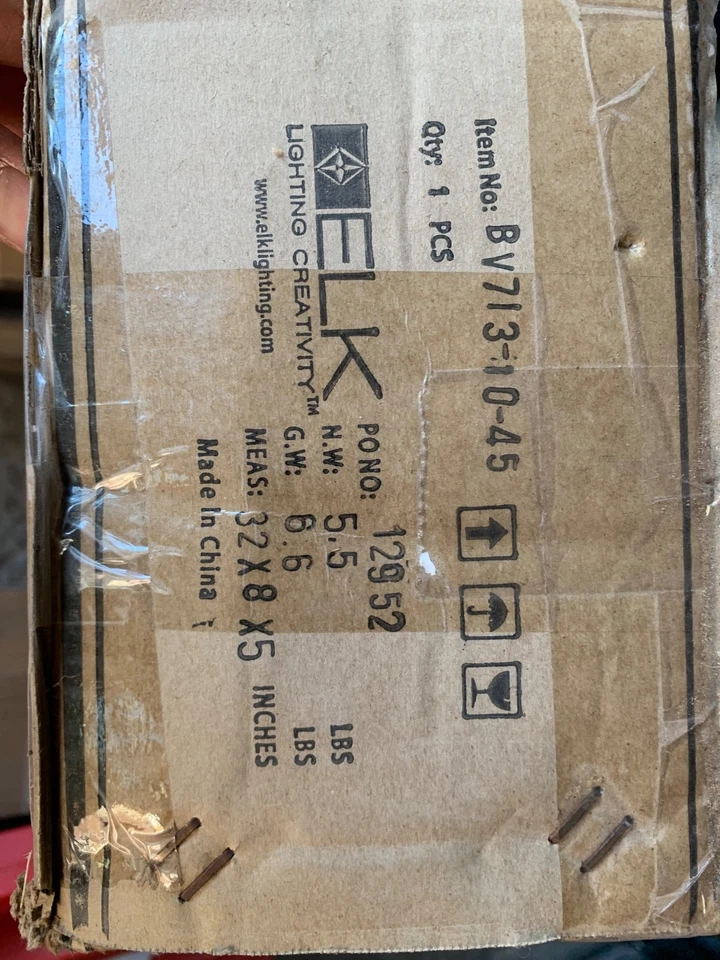 Item No: BV713-10-45
Qty: 1 PCS
ELK
LIGHTING CREATIVITY™
www.elklighting.com
PO NO: 12952
N.W: 5.5 LBS
G.W: 6.6 LBS
MEAS: 32 X 8 X 5 INCHES
Made In China